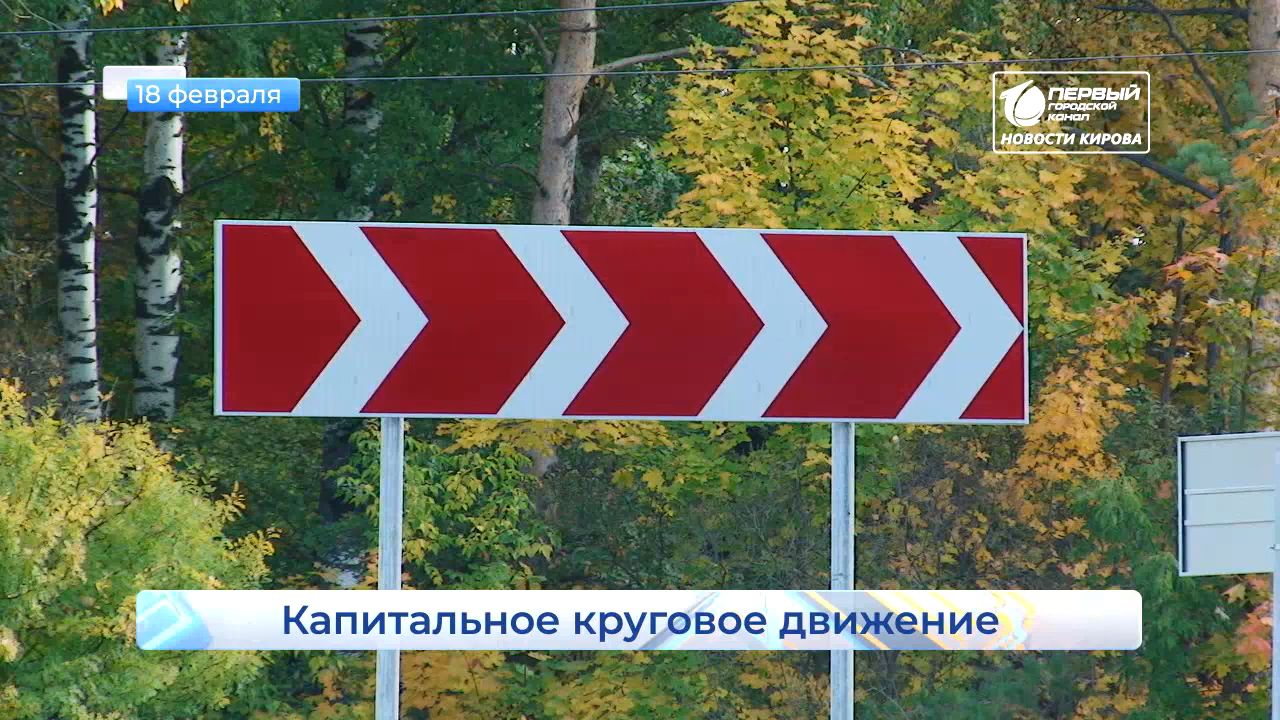 18 февраля
ПЕРВЫЙ
ГОРОДСКОЙ
КАНАЛ
НОВОСТИ КИРОВА
Капитальное круговое движение